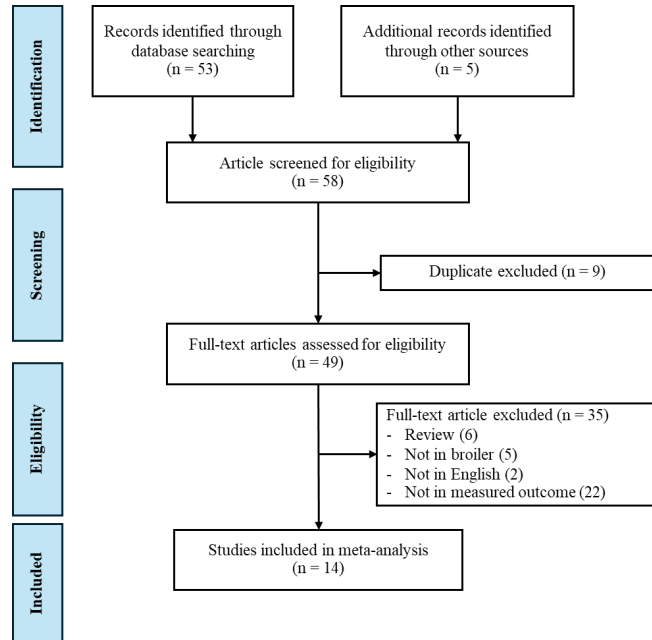 Identification
Records identified through
database searching
(n = 53)
Additional records identified
through other sources
(n = 5)
Article screened for eligibility
(n = 58)
Screening
Duplicate excluded (n = 9)
Full-text articles assessed for eligibility
(n = 49)
Eligibility
Full-text article excluded (n = 35)
- Review (6)
- Not in broiler (5)
- Not in English (2)
- Not in measured outcome (22)
Included
Studies included in meta-analysis
(n = 14)